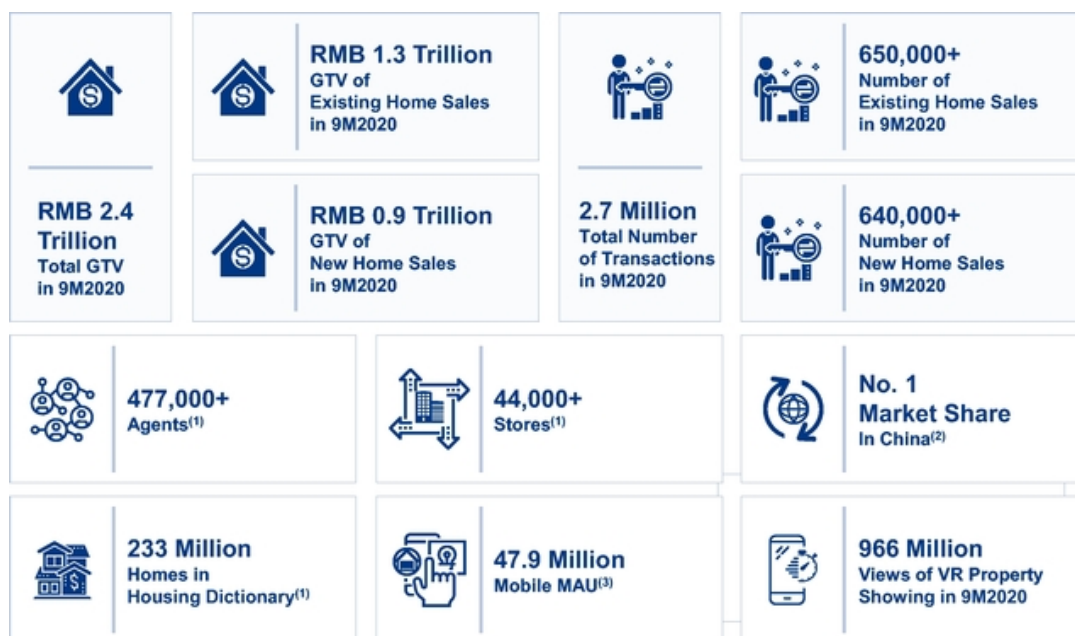 RMB 2.4
Trillion
Total GTV
in 9M2020
RMB 1.3 Trillion
GTV of
Existing Home Sales
in 9M2020
RMB 0.9 Trillion
GTV of
New Home Sales
in 9M2020
2.7 Million
Total Number
of Transactions
in 9M2020
650,000+
Number of
Existing Home Sales
in 9M2020
640,000+
Number of
New Home Sales
in 9M2020
477,000+
Agents(1)
44,000+
Stores(1)
No. 1
Market Share
In China(2)
233 Million
Homes in
Housing Dictionary(1)
47.9 Million
Mobile MAU(3)
966 Million
Views of VR Property
Showing in 9M2020